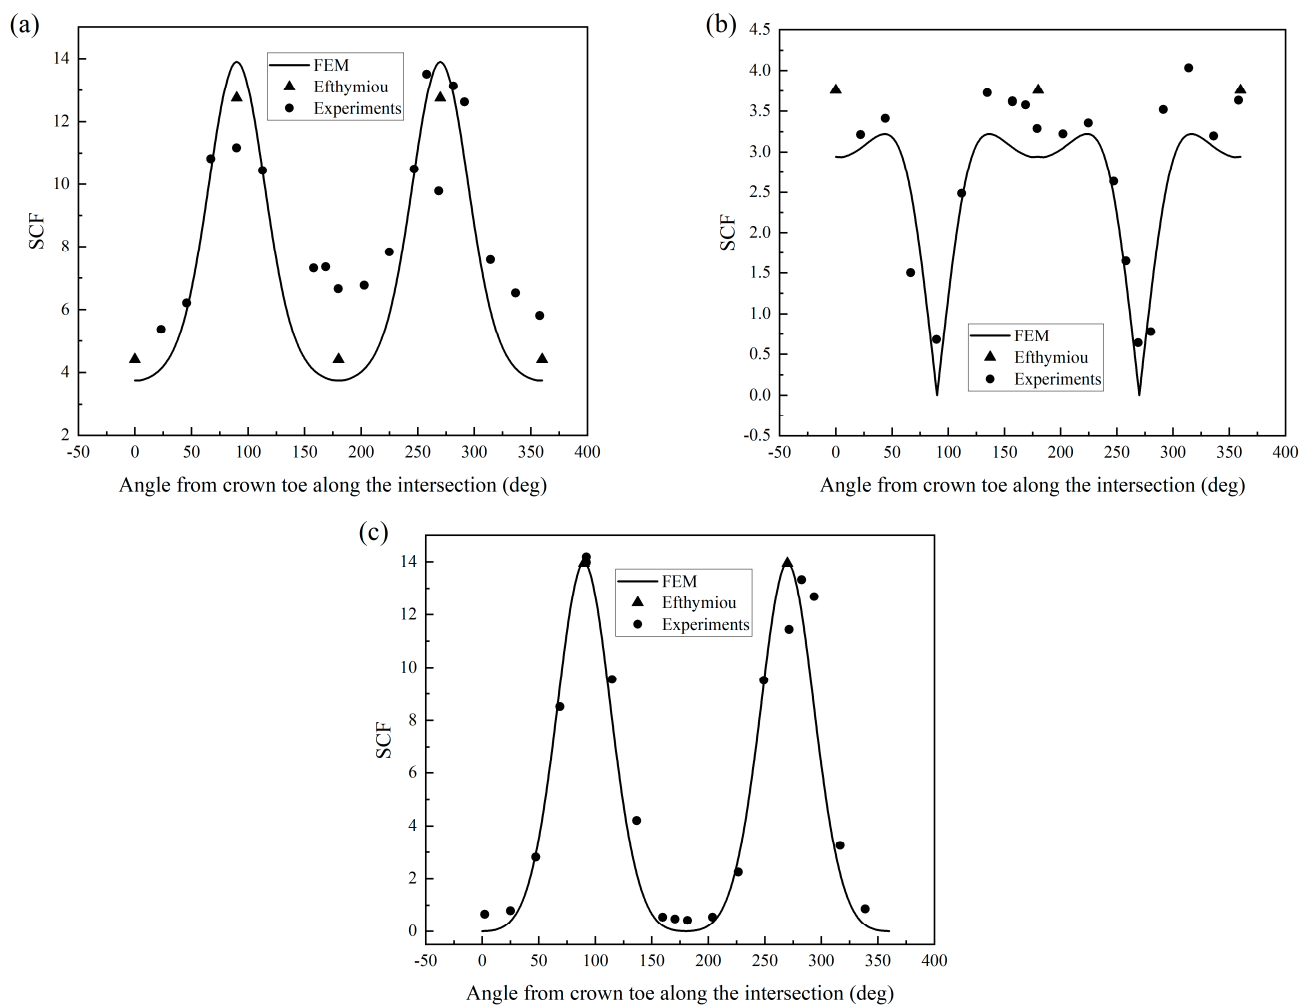 (a)
14
12
10
8
6
4
2
SCF
-50 0 50 100 150 200 250 300 350 400
Angle from crown toe along the intersection (deg)
FEM
Efthymiou
Experiments
(b)
4.5
4.0
3.5
3.0
2.5
2.0
1.5
1.0
0.5
0.0
-0.5
SCF
-50 0 50 100 150 200 250 300 350 400
Angle from crown toe along the intersection (deg)
FEM
Efthymiou
Experiments
(c)
14
12
10
8
6
4
2
0
SCF
-50 0 50 100 150 200 250 300 350 400
Angle from crown toe along the intersection (deg)
FEM
Efthymiou
Experiments